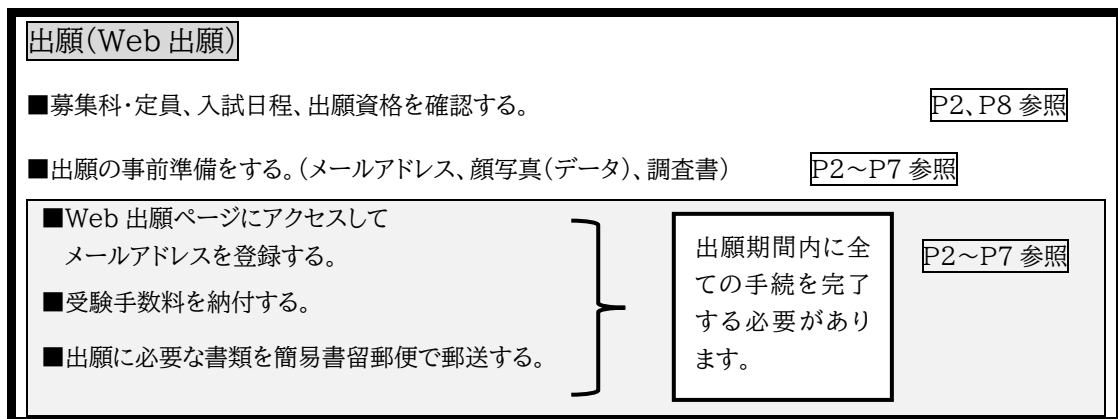 出願(Web 出願)
■募集科・定員、入試日程、出願資格を確認する。 P2、P8 参照
■出願の事前準備をする。(メールアドレス、顔写真(データ)、調査書) P2～P7 参照
■Web 出願ページにアクセスして
メールアドレスを登録する。
■受験手数料を納付する。
■出願に必要な書類を簡易書留郵便で郵送する。
出願期間内に全
ての手続を完了
する必要があり
ます。
P2～P7 参照